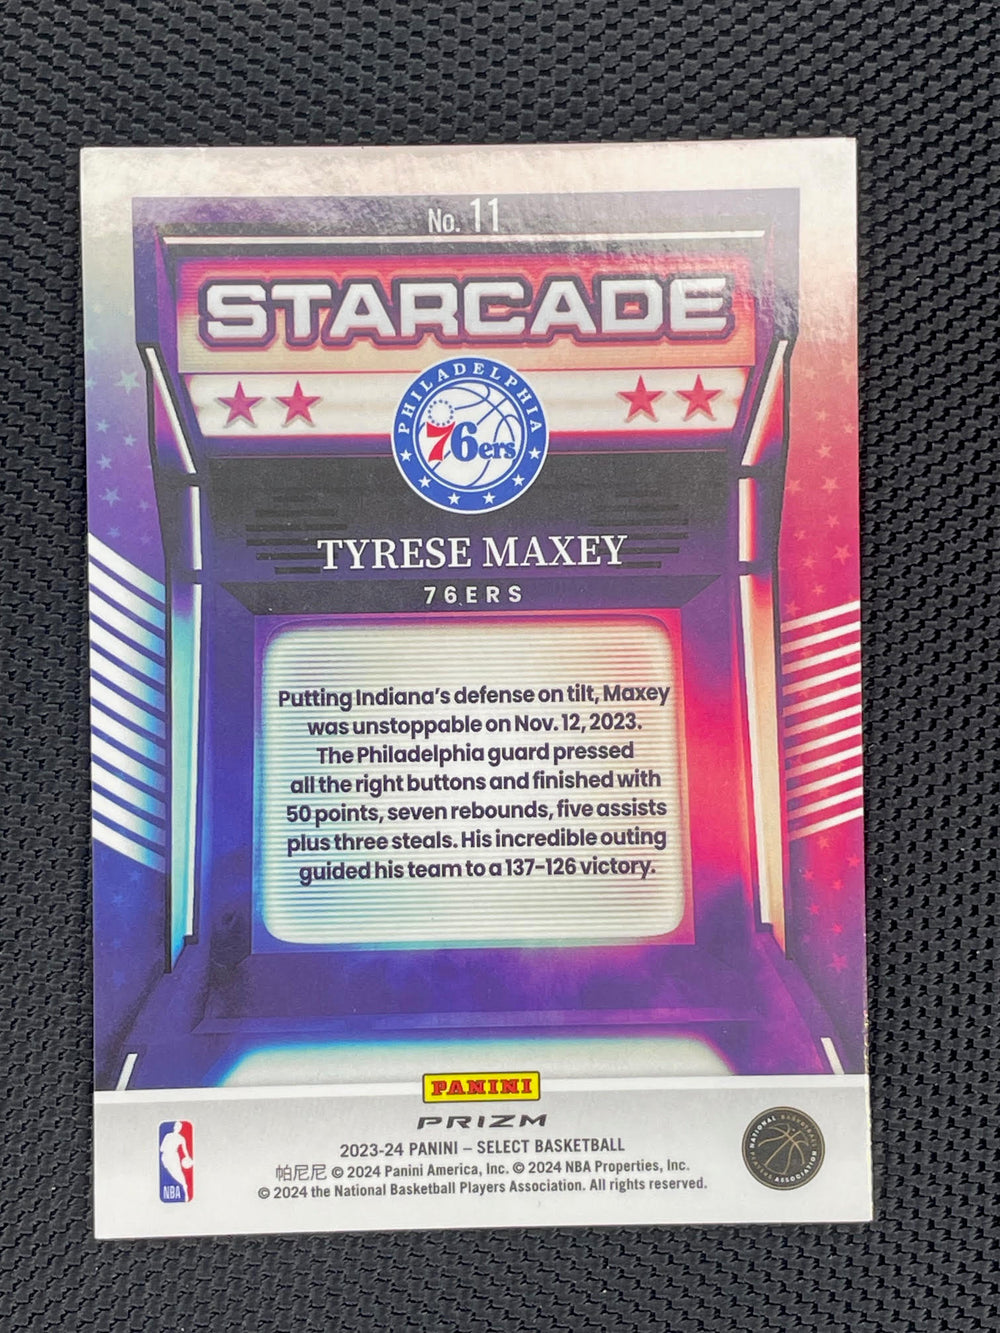 No. 11
STARCADE
PHILADELPHIA
76ers
TYRESE MAXEY
76ERS
Putting Indiana's defense on tilt, Maxey
was unstoppable on Nov. 12, 2023.
The Philadelphia guard pressed
all the right buttons and finished with
50 points, seven rebounds, five assists
plus three steals. His incredible outing
guided his team to a 137–126 victory.
PANINI
PRIZM
2023-24 PANINI – SELECT BASKETBALL
帕尼尼 © 2024 Panini America, Inc. © 2024 NBA Properties, Inc.
© 2024 the National Basketball Players Association. All rights reserved.
NBA
NATIONAL BASKETBALL
PLAYERS ASSOCIATION